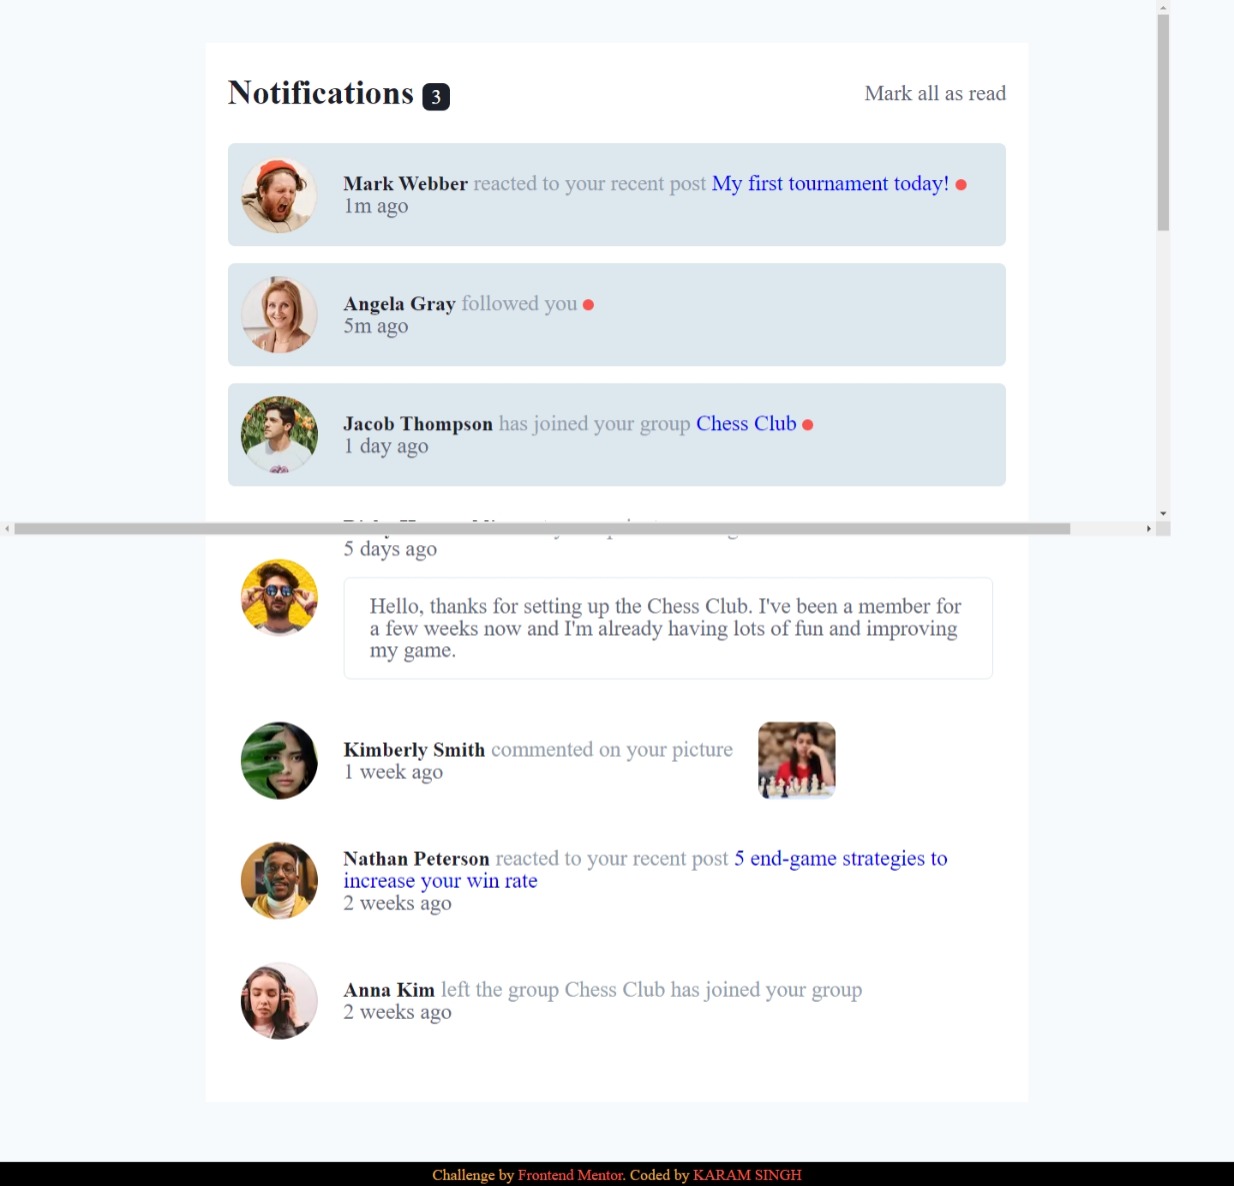 Notifications 3
Mark all as read
Mark Webber reacted to your recent post My first tournament today!
1m ago
Angela Gray followed you
5m ago
Jacob Thompson has joined your group Chess Club
1 day ago
5 days ago
Hello, thanks for setting up the Chess Club. I've been a member for
a few weeks now and I'm already having lots of fun and improving
my game.
Kimberly Smith commented on your picture
1 week ago
Nathan Peterson reacted to your recent post 5 end-game strategies to
increase your win rate
2 weeks ago
Anna Kim left the group Chess Club has joined your group
2 weeks ago
Challenge by Frontend Mentor. Coded by KARAM SINGH